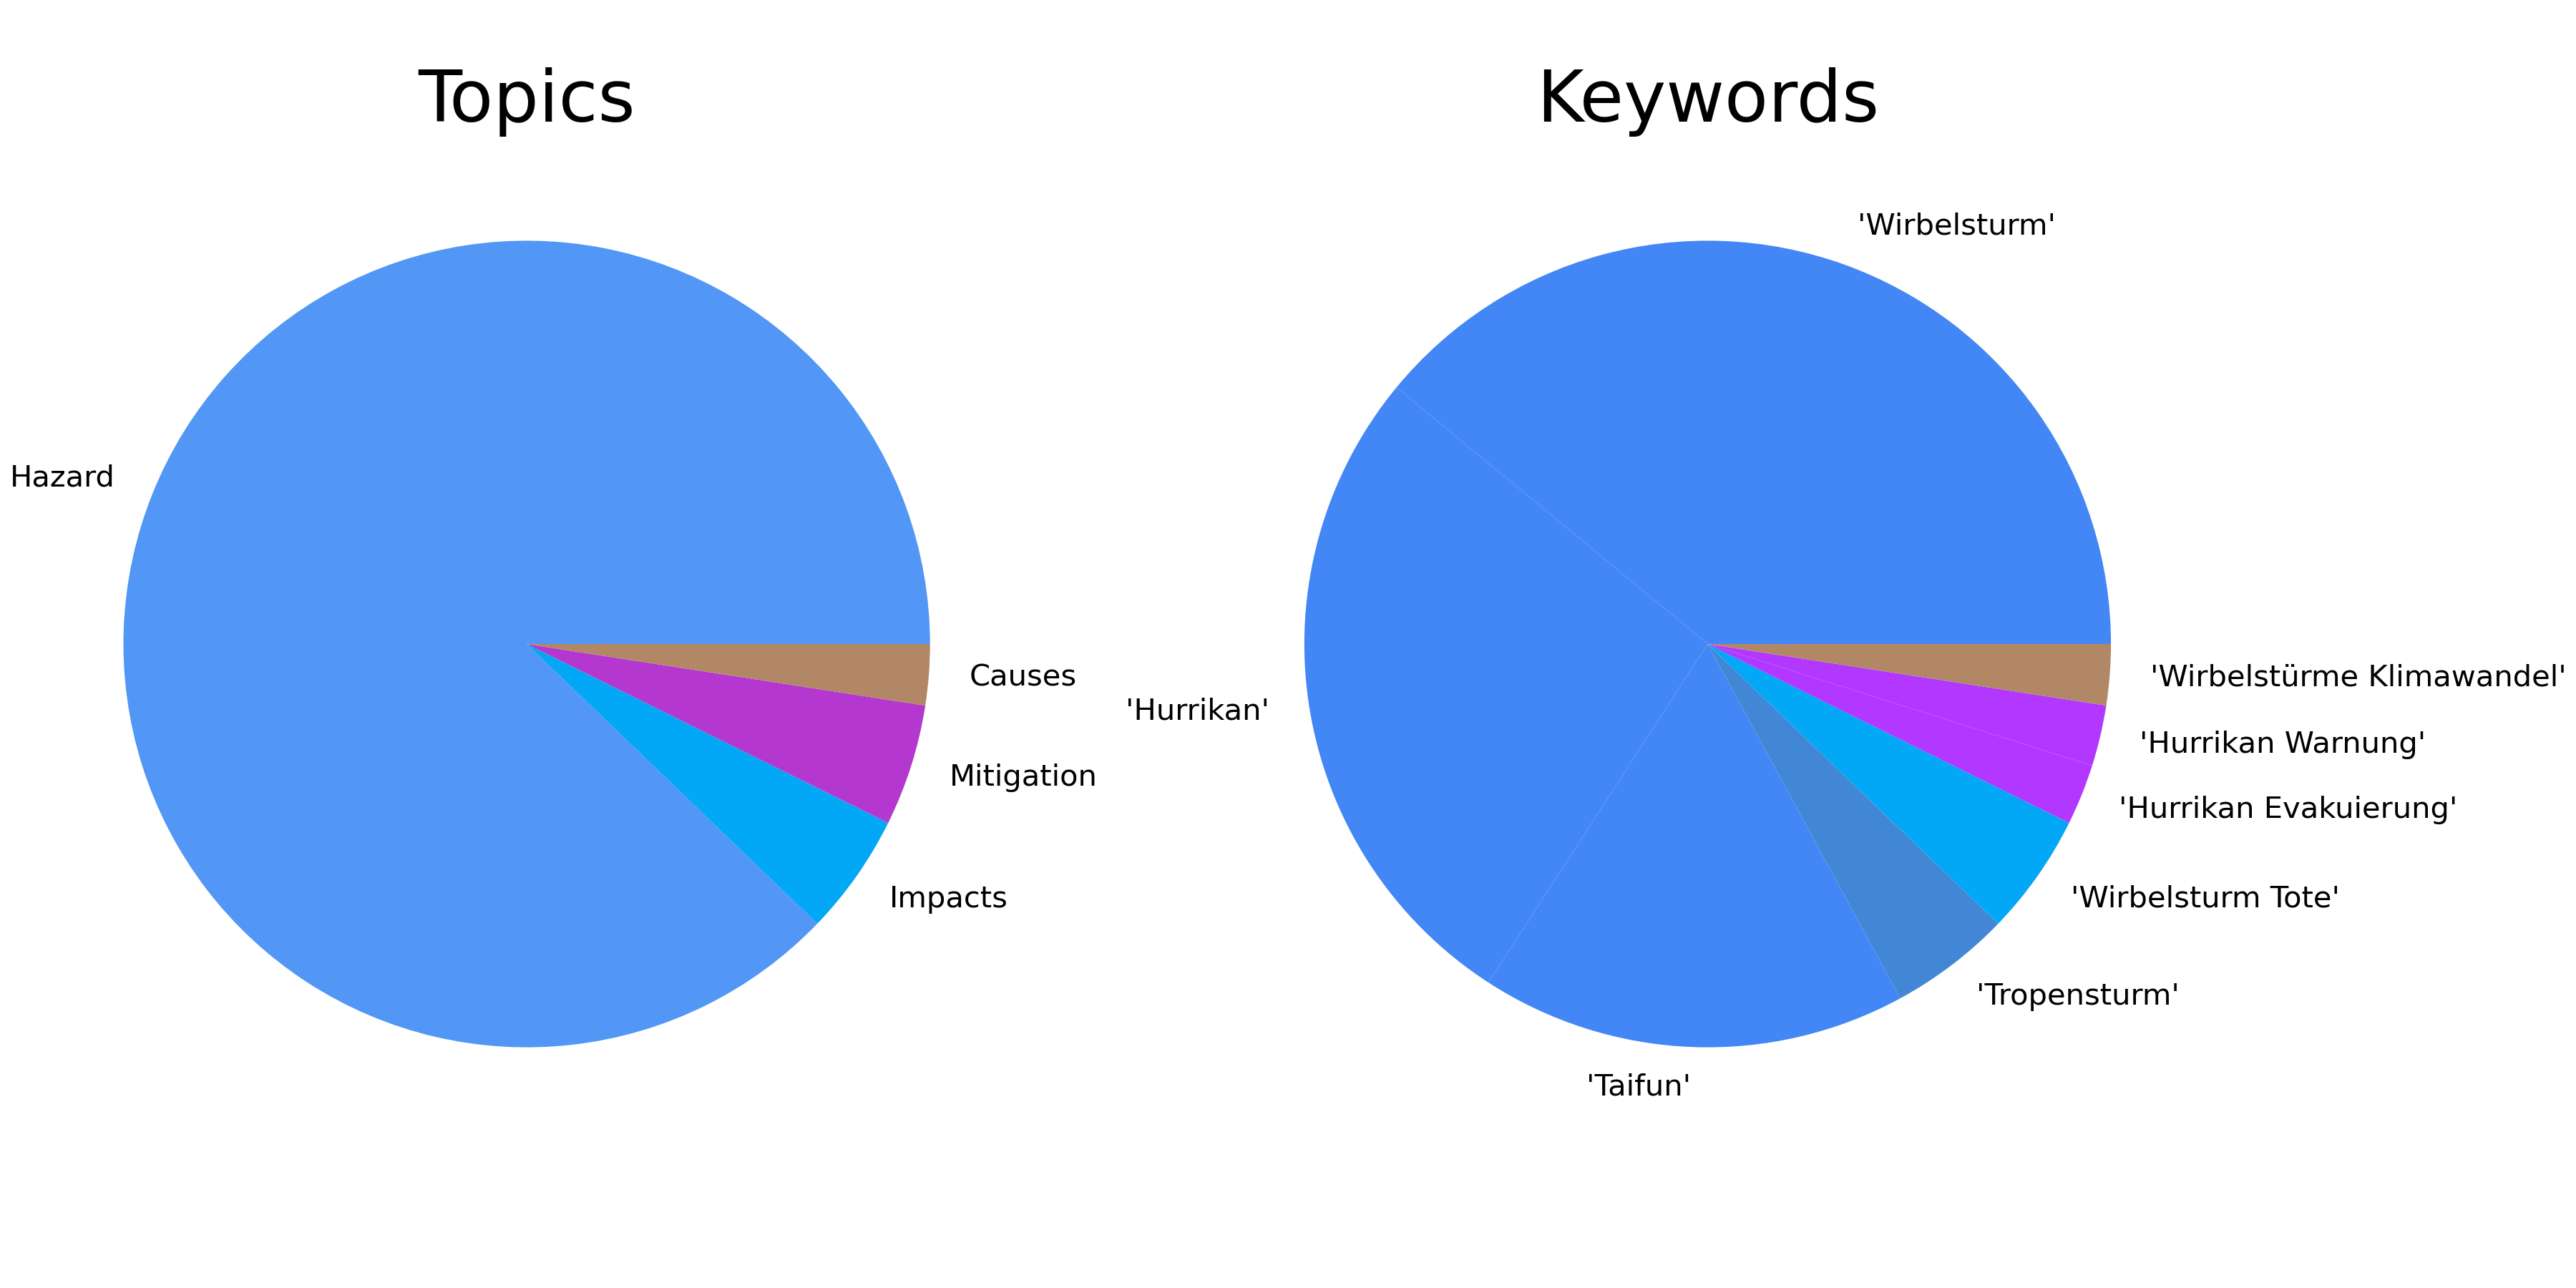 Topics
Hazard
Causes
Mitigation
Impacts
Keywords
'Wirbelsturm'
'Hurrikan'
'Taifun'
'Tropensturm'
'Wirbelsturm Tote'
'Hurrikan Evakuierung'
'Hurrikan Warnung'
'Wirbelstürme Klimawandel'